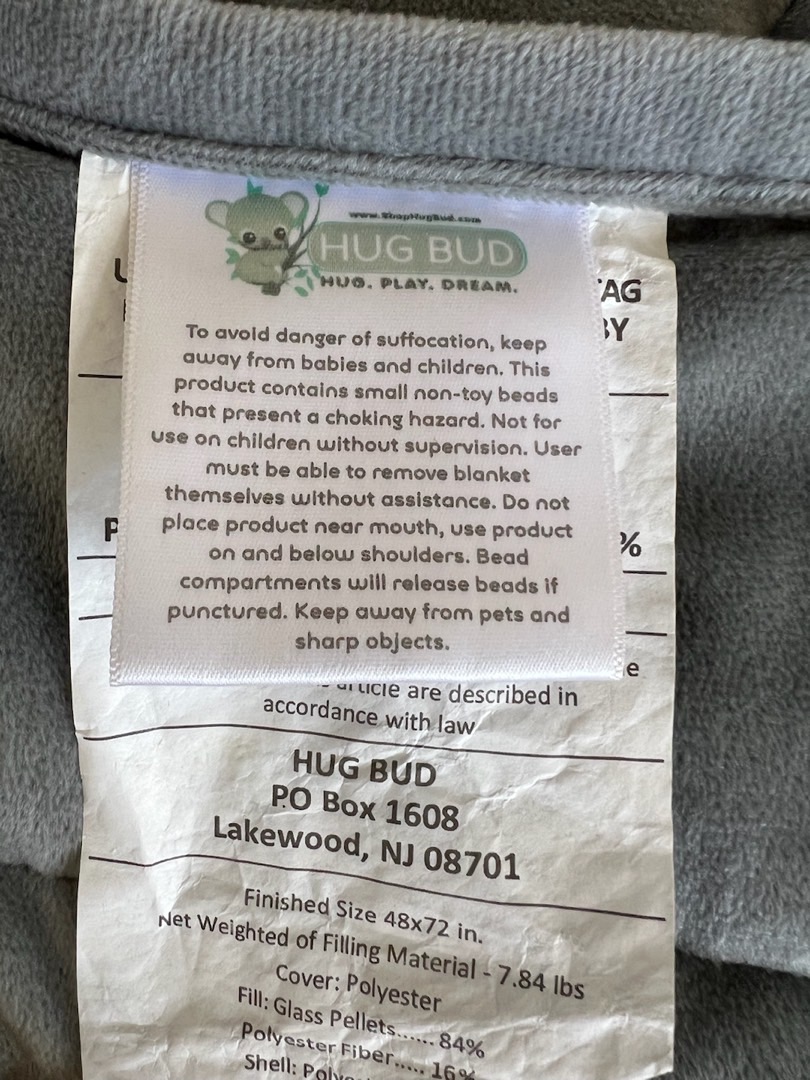 www.ShopHugBud.com
HUG BUD
HUG. PLAY. DREAM.
To avoid danger of suffocation, keep
away from babies and children. This
product contains small non-toy beads
that present a choking hazard. Not for
use on children without supervision. User
must be able to remove blanket
themselves without assistance. Do not
place product near mouth, use product
on and below shoulders. Bead
compartments will release beads if
punctured. Keep away from pets and
sharp objects.
are described in
accordance with law
HUG BUD
PO Box 1608
Lakewood, NJ 08701
Finished Size 48x72 in.
Net Weighted of Filling Material - 7.84 lbs
Cover: Polyester
Fill: Glass Pellets...... 84%
Polyester Fiber..... 16%
Shell: